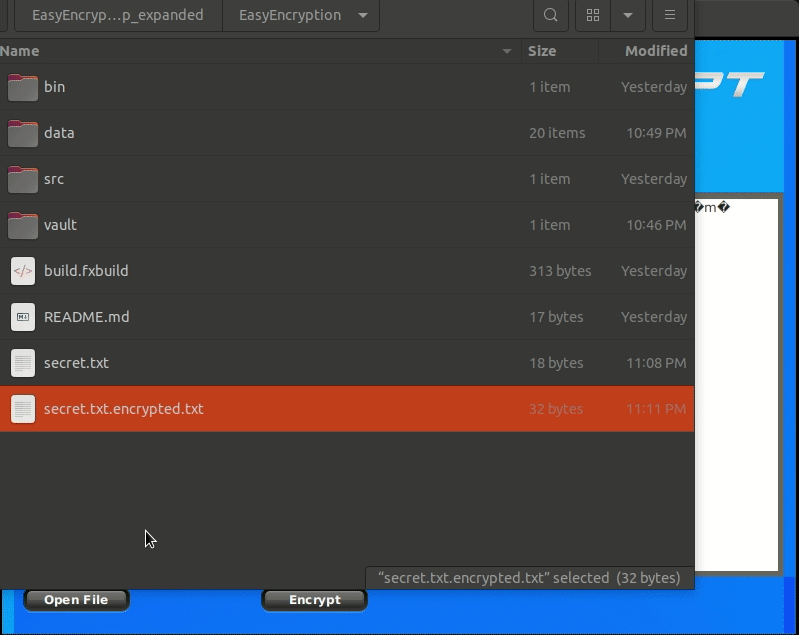 EasyEncryp…p_expanded EasyEncryption
Name Size Modified
bin 1 item Yesterday
data 20 items 10:49 PM
src 1 item Yesterday
vault 1 item 10:46 PM
</> build.fxbuild 313 bytes Yesterday
README.md 17 bytes Yesterday
secret.txt 18 bytes 11:08 PM
secret.txt.encrypted.txt 32 bytes 11:11 PM
PT
�m�
“secret.txt.encrypted.txt” selected (32 bytes)
Open File Encrypt